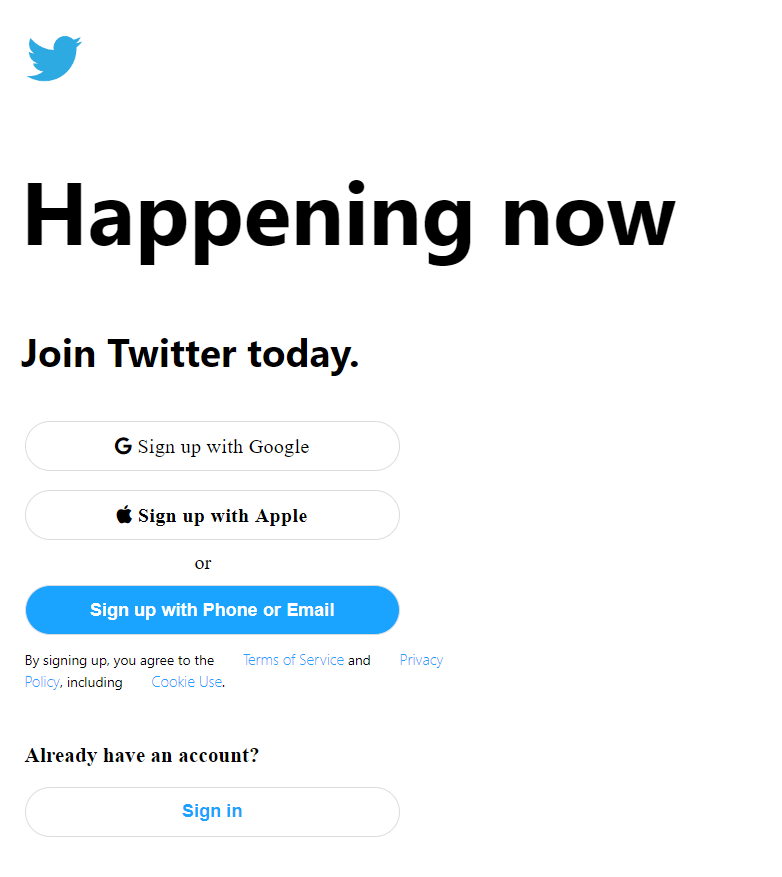 Happening now
Join Twitter today.
Sign up with Google
Sign up with Apple
or
Sign up with Phone or Email
By signing up, you agree to the Terms of Service and Privacy
Policy, including Cookie Use.
Already have an account?
Sign in